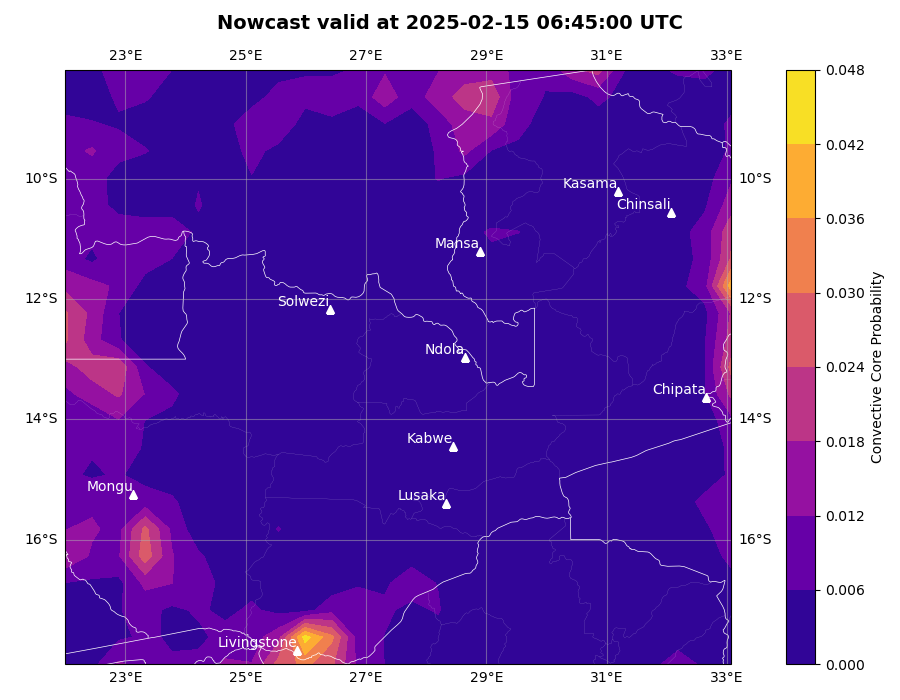 Nowcast valid at 2025-02-15 06:45:00 UTC
23°E 25°E 27°E 29°E 31°E 33°E
0.048
0.042
10°S Kasama 10°S
Chinsali
0.036
Mansa
12°S Solwezi 12°S
0.030
Ndola
0.024
Chipata
14°S 14°S
Kabwe
0.018
Mongu
Lusaka
0.012
16°S 16°S
0.006
Livingstone
0.000
Convective Core Probability
23°E 25°E 27°E 29°E 31°E 33°E